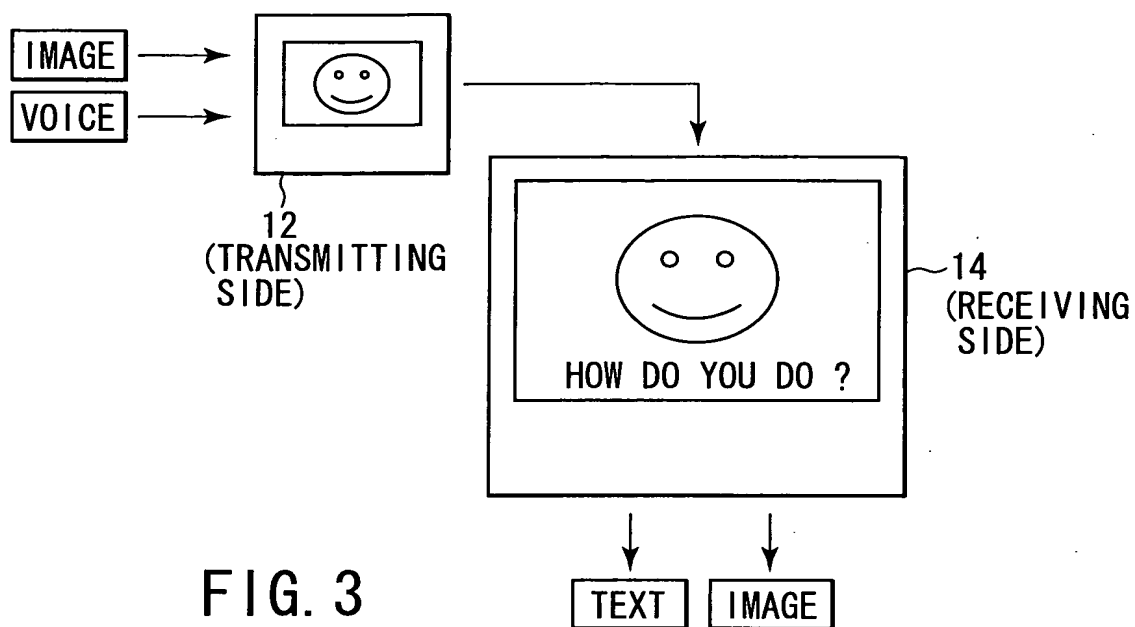 IMAGE
VOICE
12
(TRANSMITTING
SIDE)
HOW DO YOU DO ?
14
(RECEIVING
SIDE)
TEXT
IMAGE
FIG. 3